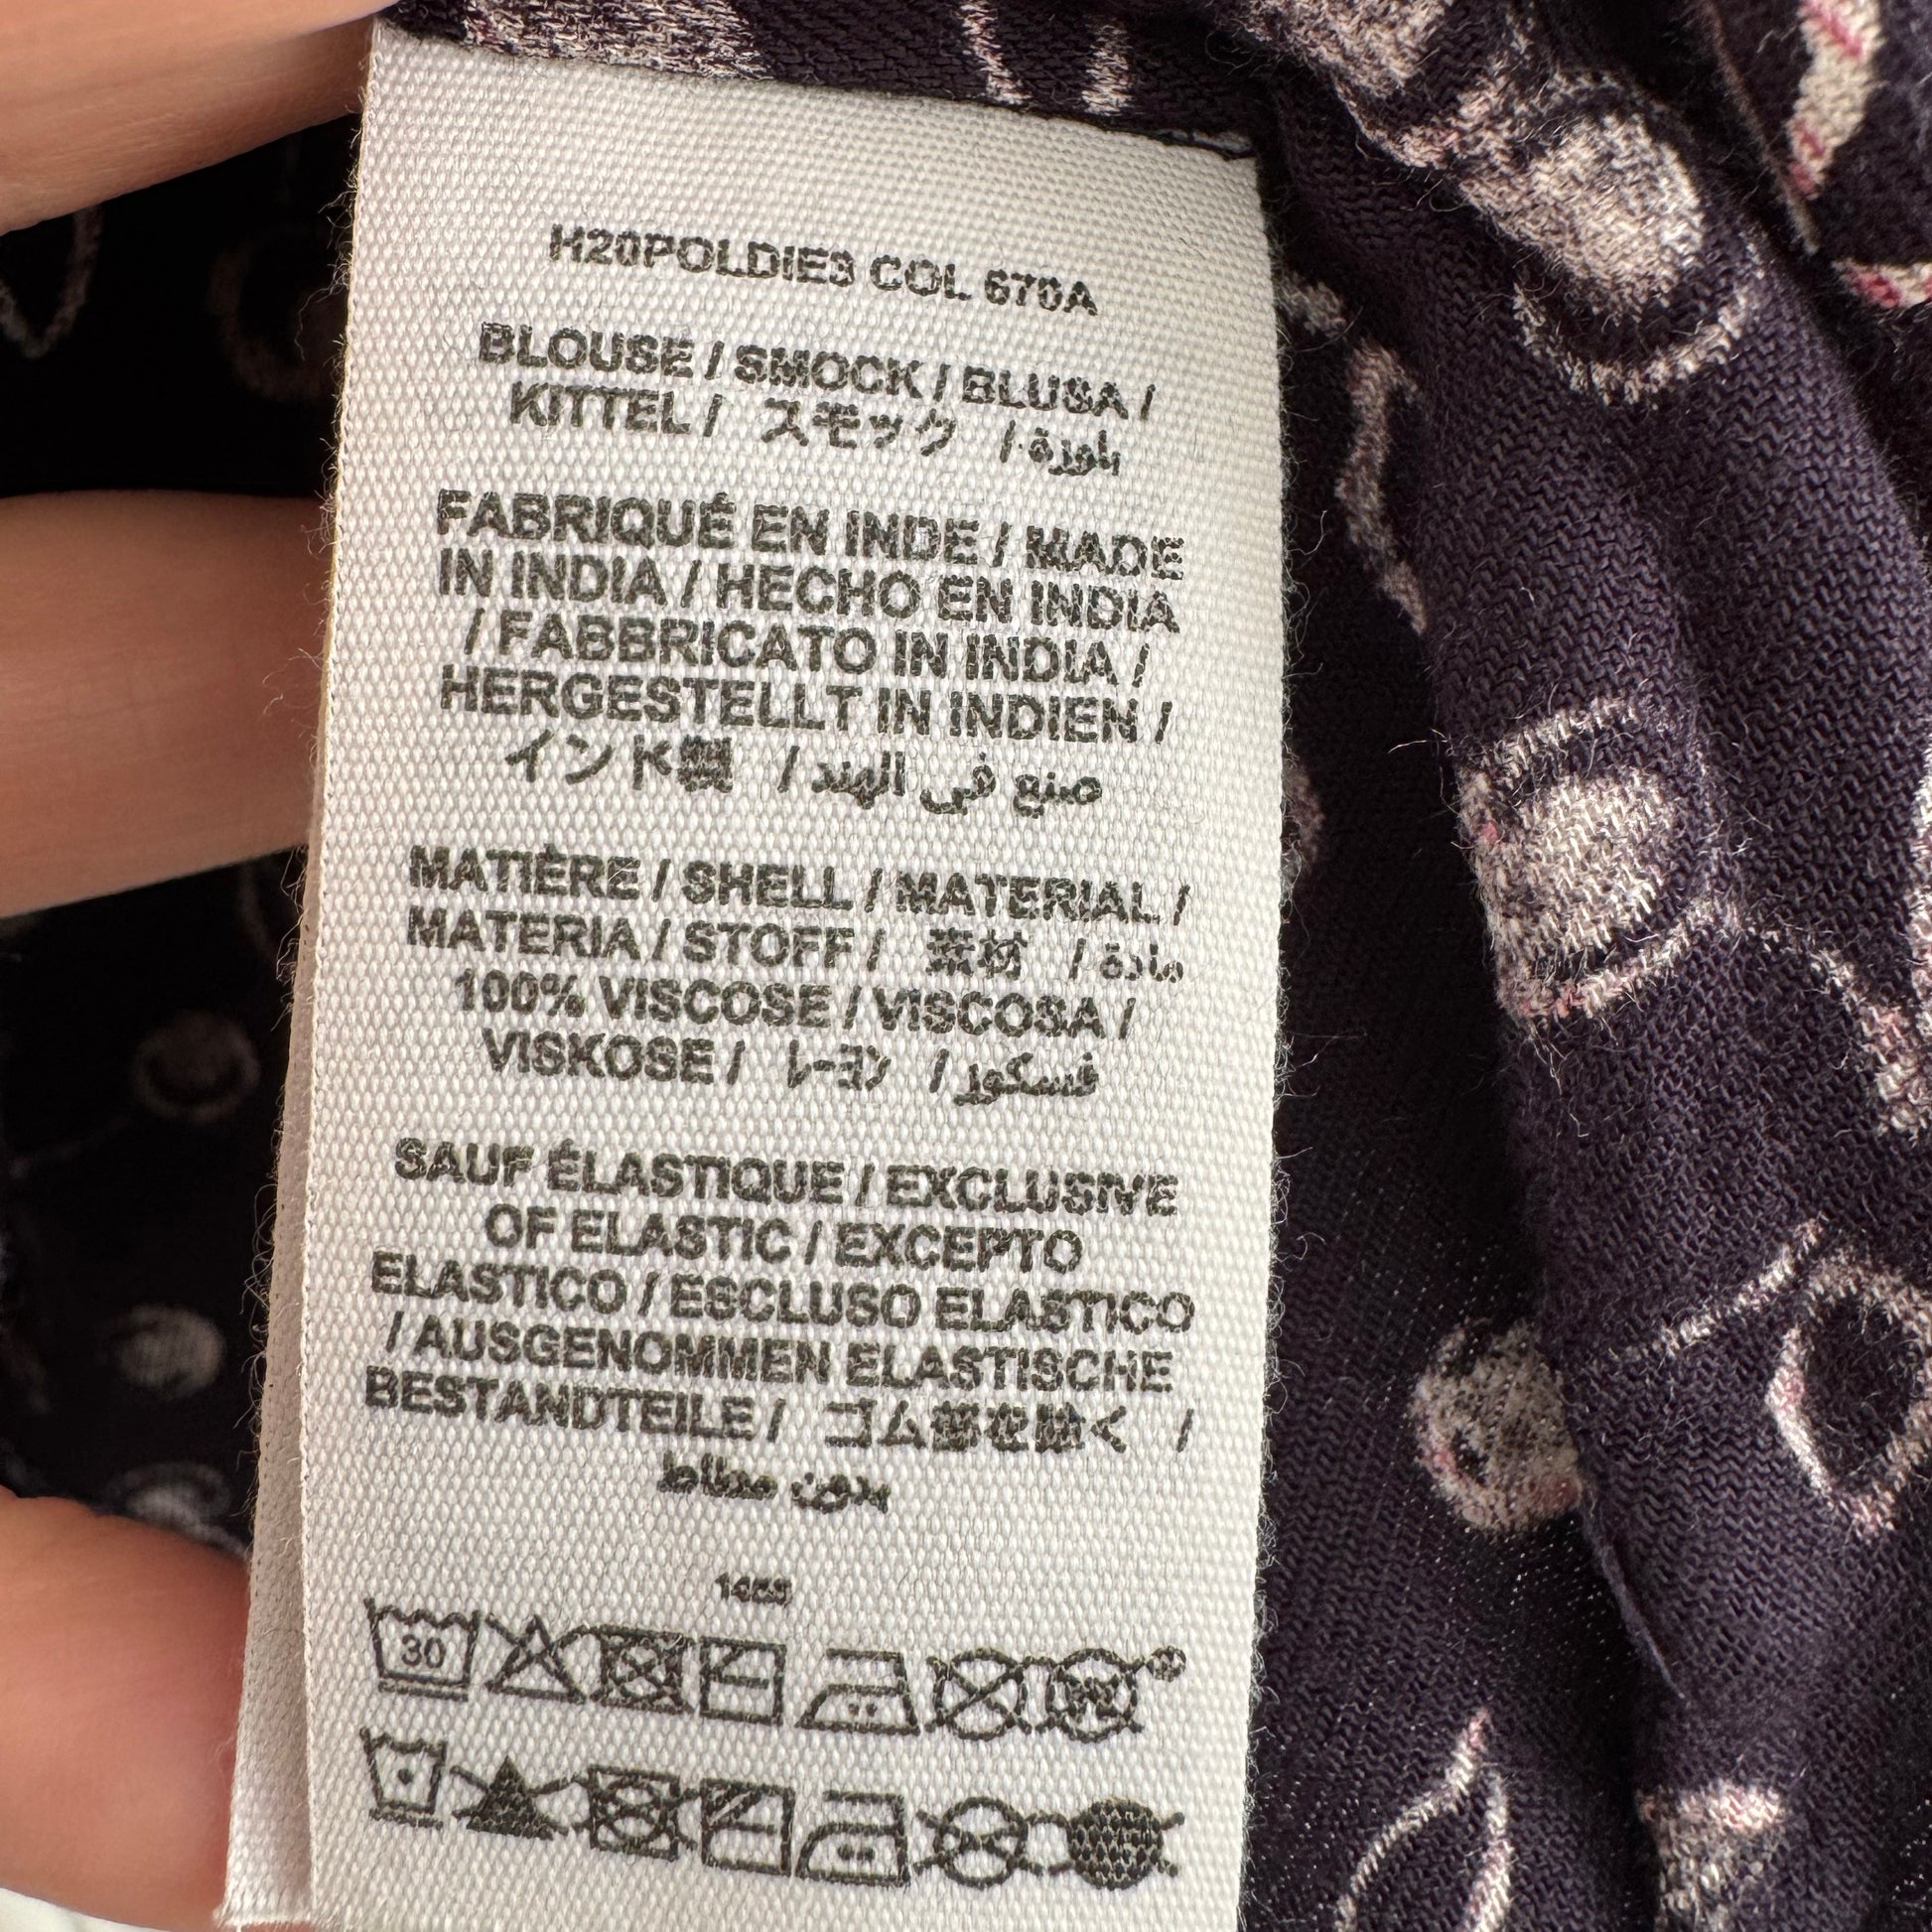 H20POLDIE3 COL 670A
BLOUSE / SMOCK / BLUSA /
KITTEL / スモック / بلوزة
FABRIQUÉ EN INDE / MADE
IN INDIA / HECHO EN INDIA
/ FABBRICATO IN INDIA /
HERGESTELLT IN INDIEN /
インド製 / صنع في الهند
MATIÈRE / SHELL / MATERIAL /
MATERIA / STOFF / 素材 / مادة
100% VISCOSE / VISCOSA /
VISKOSE / レーヨン / فسكوز
SAUF ÉLASTIQUE / EXCLUSIVE
OF ELASTIC / EXCEPTO
ELASTICO / ESCLUSO ELASTICO
/ AUSGENOMMEN ELASTISCHE
BESTANDTEILE / ゴム部を除く /
بدون مطاط
30 W